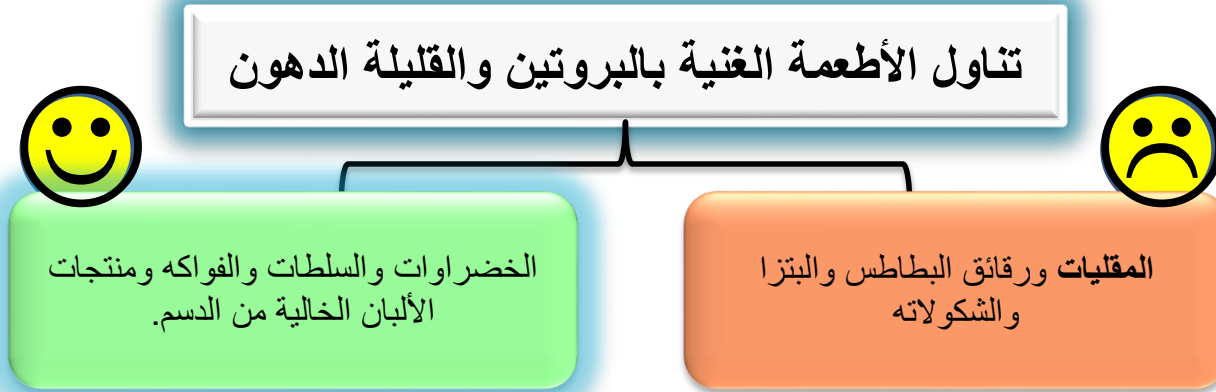 تناول الأطعمة الغنية بالبروتين والقليلة الدهون
المقليات ورقائق البطاطس والبتزا
والشكولاته
الخضراوات والسلطات والفواكه ومنتجات
الألبان الخالية من الدسم.